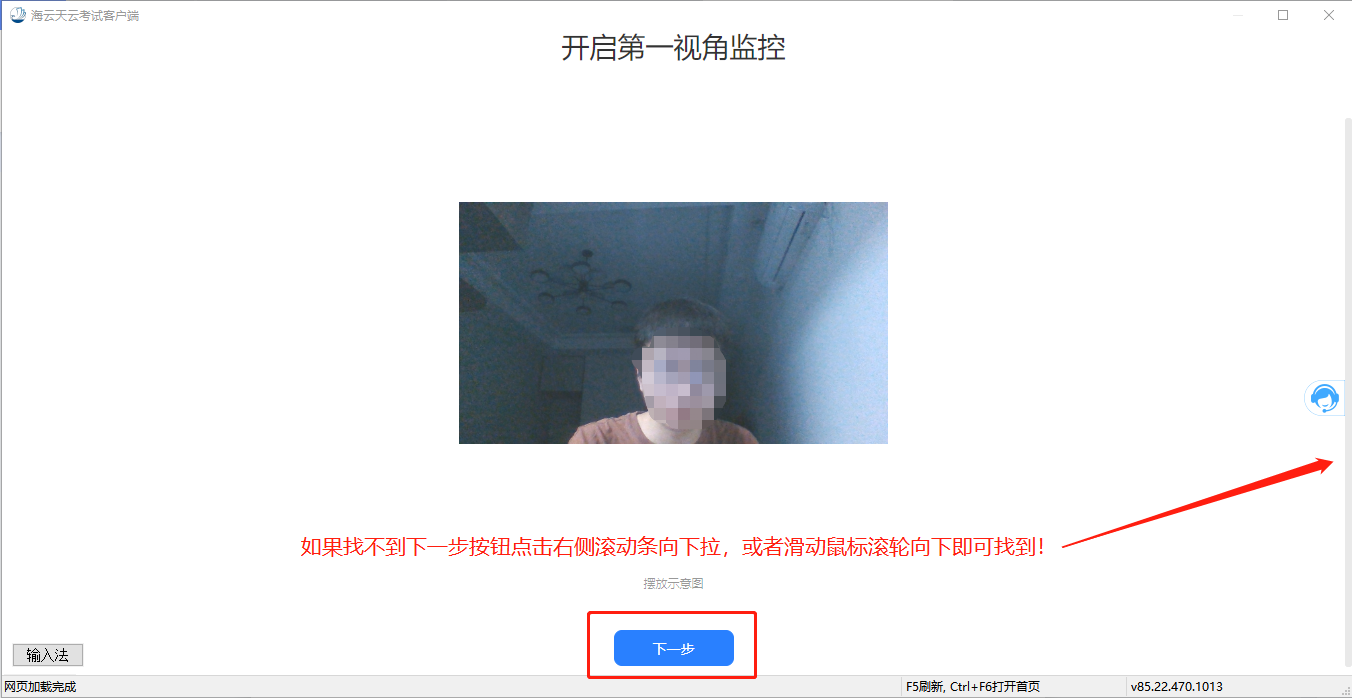 海云天云考试客户端
开启第一视角监控
如果找不到下一步按钮点击右侧滚动条向下拉，或者滑动鼠标滚轮向下即可找到！
摆放示意图
下一步
输入法
网页加载完成
F5刷新, Ctrl+F6打开首页
v85.22.470.1013